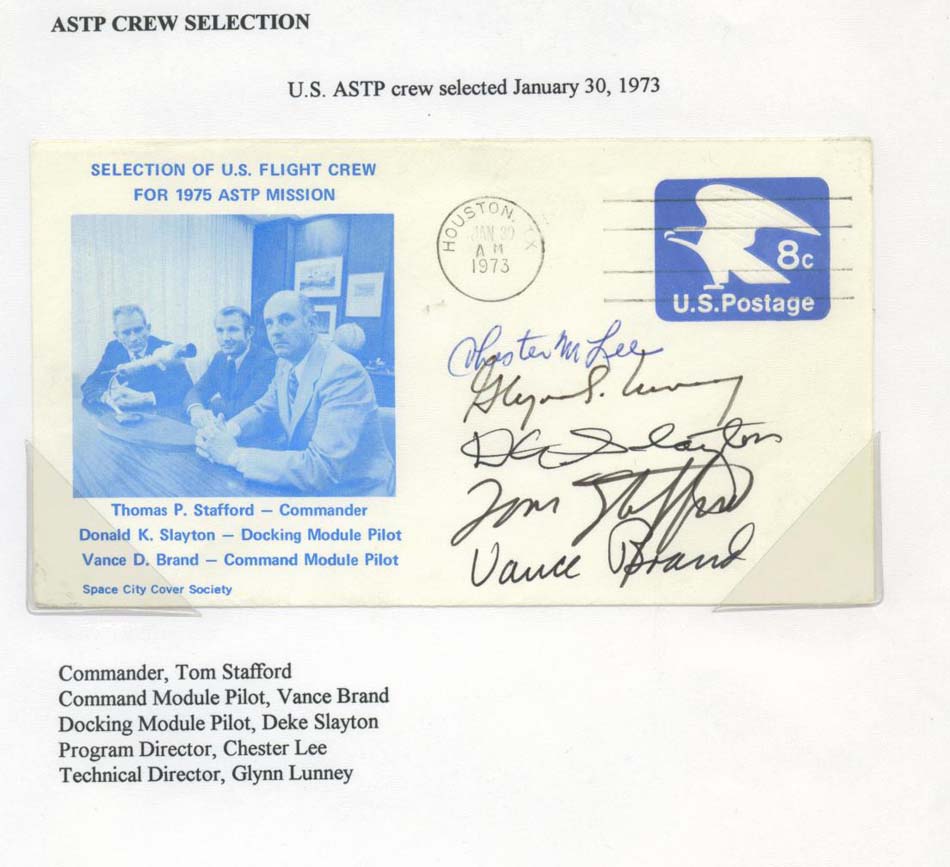 ASTP CREW SELECTION
U.S. ASTP crew selected January 30, 1973
SELECTION OF U.S. FLIGHT CREW
FOR 1975 ASTP MISSION
HOUSTON, TX
JAN 30
AM
1973
8c
U.S. Postage
Chester M Lee
Glynn S. Lunney
DK Slayton
Tom Stafford
Vance Brand
Thomas P. Stafford – Commander
Donald K. Slayton – Docking Module Pilot
Vance D. Brand – Command Module Pilot
Space City Cover Society
Commander, Tom Stafford
Command Module Pilot, Vance Brand
Docking Module Pilot, Deke Slayton
Program Director, Chester Lee
Technical Director, Glynn Lunney